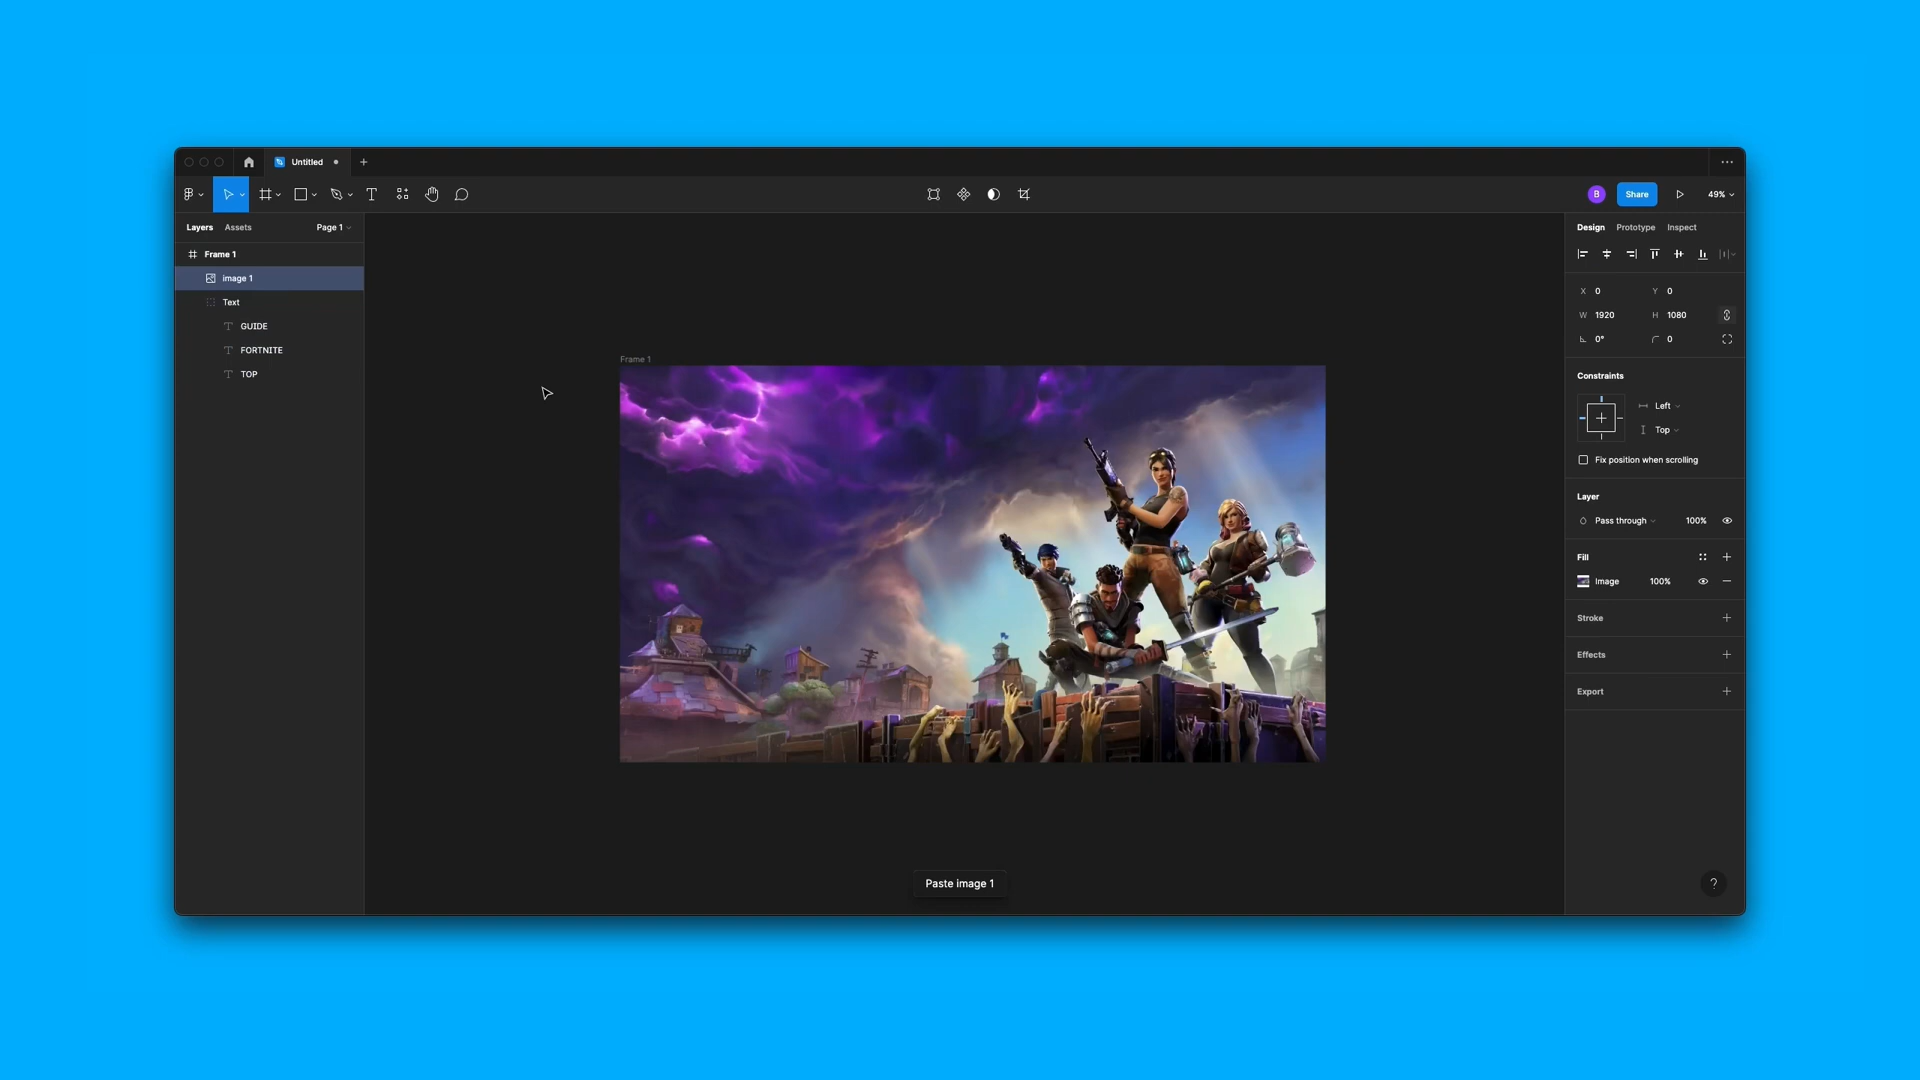 Untitled
Share
49%
B
Layers
Assets
Page 1
Design
Prototype
Inspect
Frame 1
image 1
Text
GUIDE
FORTNITE
TOP
Frame 1
X 0
Y 0
W 1920
H 1080
0°
0
Constraints
Left
Top
Fix position when scrolling
Layer
Pass through
100%
Fill
Image
100%
Stroke
Effects
Export
Paste image 1
?